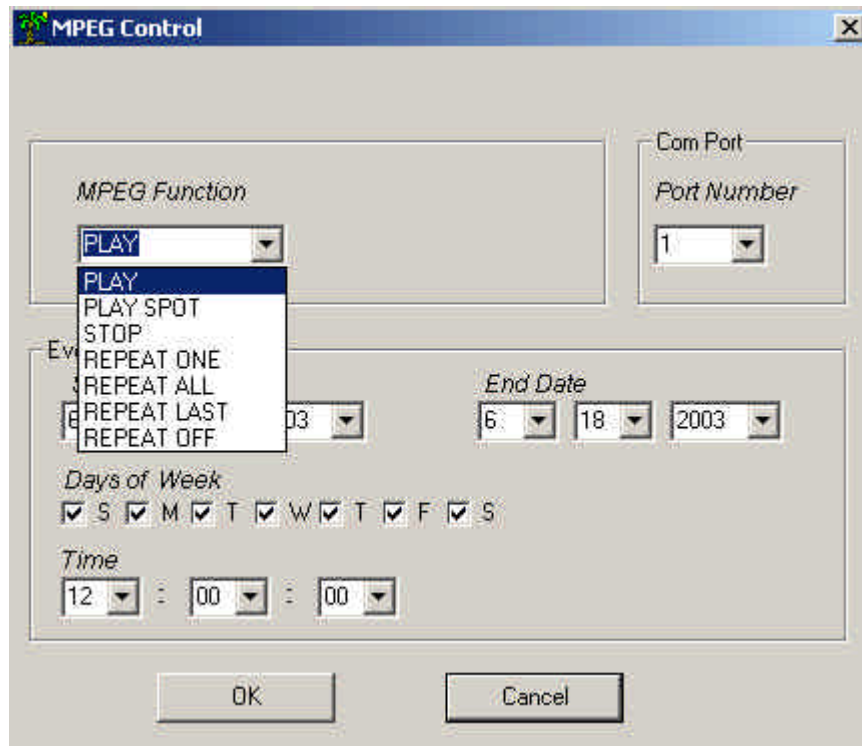 MPEG Control
Com Port
MPEG Function
Port Number
PLAY
1
PLAY
PLAY SPOT
STOP
REPEAT ONE
REPEAT ALL
REPEAT LAST
REPEAT OFF
End Date
03
6 18 2003
Days of Week
S M T W T F S
Time
12 : 00 : 00
OK Cancel